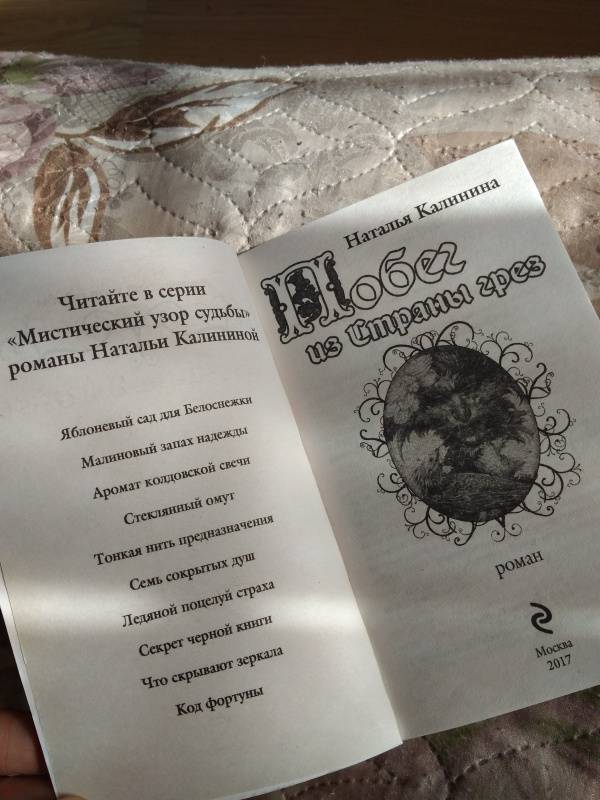 Читайте в серии
«Мистический узор судьбы»
романы Натальи Калининой
Яблоневый сад для Белоснежки
Малиновый запах надежды
Аромат колдовской свечи
Стеклянный омут
Тонкая нить предназначения
Семь сокрытых душ
Ледяной поцелуй страха
Секрет черной книги
Что скрывают зеркала
Код фортуны
Наталья Калинина
Побег
из Страны грез
роман
Москва
2017